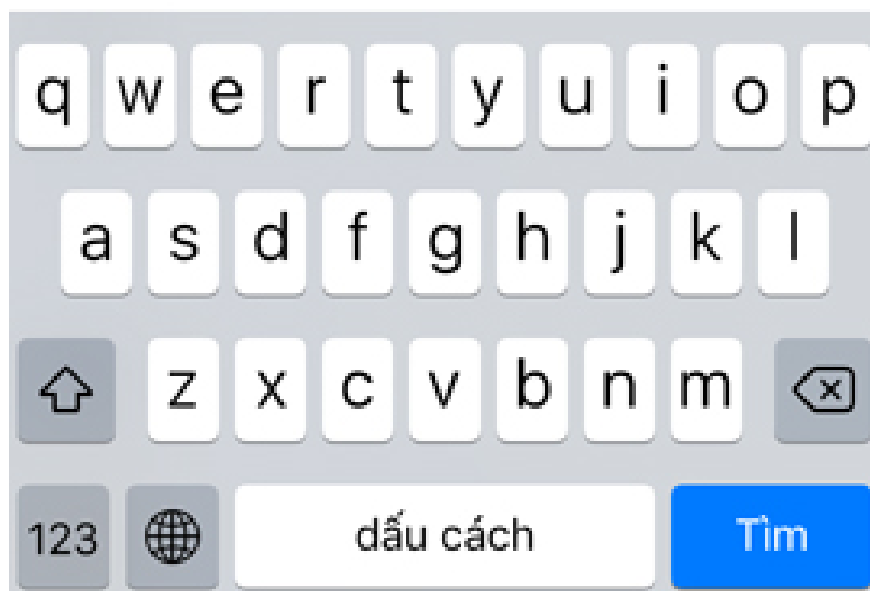 q w e r t y u i o p
a s d f g h j k l
z x c v b n m
123 dấu cách Tìm